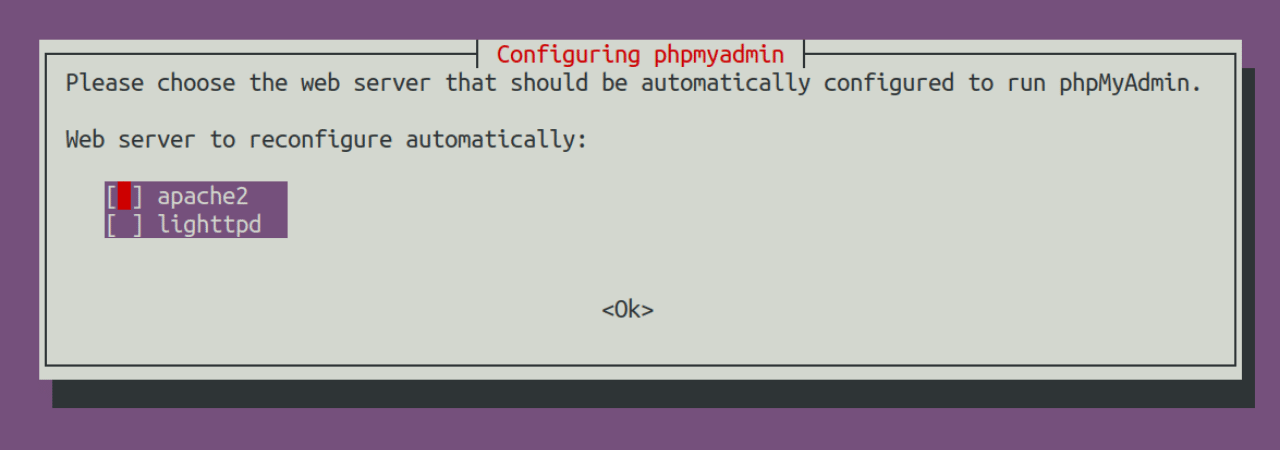 Configuring phpmyadmin
Please choose the web server that should be automatically configured to run phpMyAdmin.
Web server to reconfigure automatically:
[ ] apache2
[ ] lighttpd
<Ok>